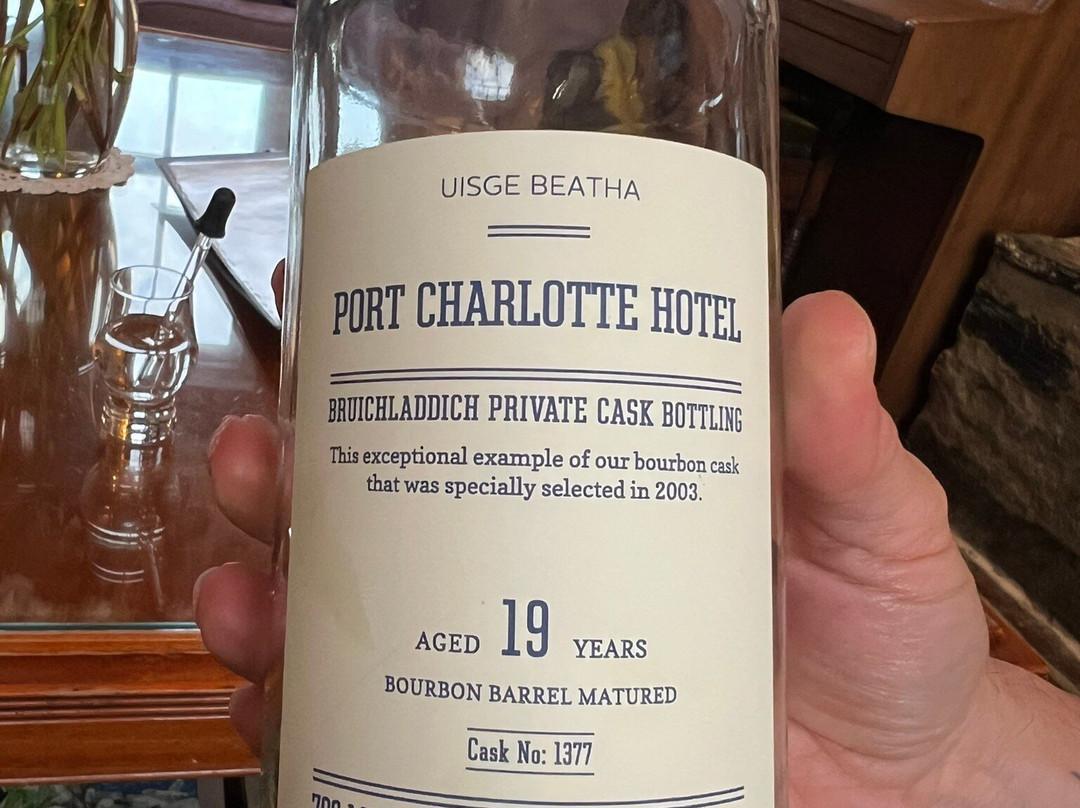 UISGE BEATHA
PORT CHARLOTTE HOTEL
BRUICHLADDICH PRIVATE CASK BOTTLING
This exceptional example of our bourbon cask
that was specially selected in 2003.
AGED 19 YEARS
BOURBON BARREL MATURED
Cask No: 1377